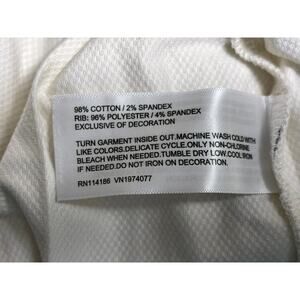 98% COTTON / 2% SPANDEX
RIB: 96% POLYESTER / 4% SPANDEX
EXCLUSIVE OF DECORATION
TURN GARMENT INSIDE OUT.MACHINE WASH COLD WITH
LIKE COLORS.DELICATE CYCLE.ONLY NON-CHLORINE
BLEACH WHEN NEEDED.TUMBLE DRY LOW.COOL IRON
IF NEEDED.DO NOT IRON ON DECORATION.
RN114186 VN1974077